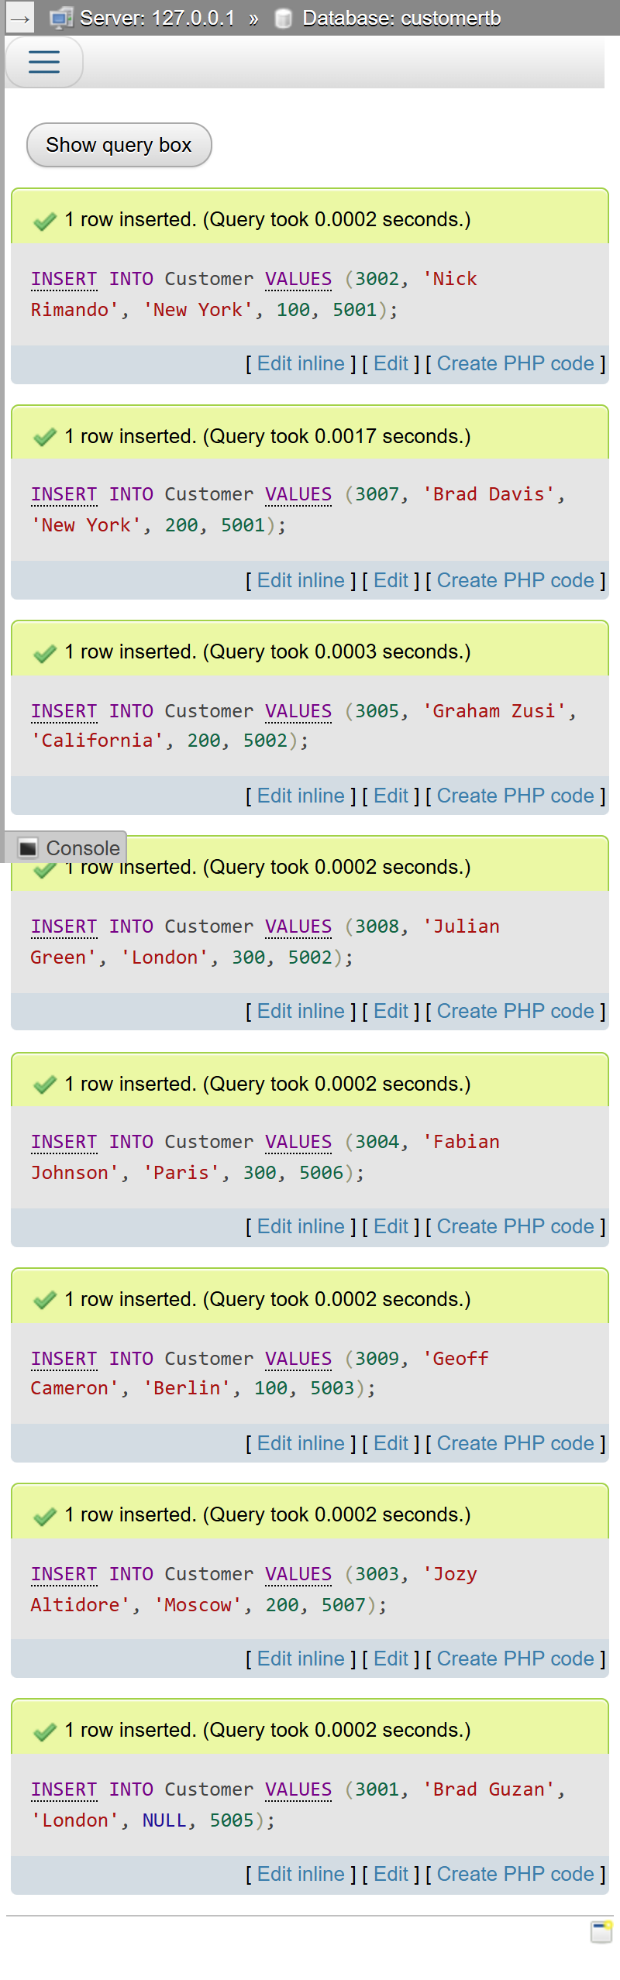 Server: 127.0.0.1 » Database: customertb
Show query box
1 row inserted. (Query took 0.0002 seconds.)
INSERT INTO Customer VALUES (3002, 'Nick
Rimando', 'New York', 100, 5001);
[ Edit inline ] [ Edit ] [ Create PHP code ]
1 row inserted. (Query took 0.0017 seconds.)
INSERT INTO Customer VALUES (3007, 'Brad Davis',
'New York', 200, 5001);
[ Edit inline ] [ Edit ] [ Create PHP code ]
1 row inserted. (Query took 0.0003 seconds.)
INSERT INTO Customer VALUES (3005, 'Graham Zusi',
'California', 200, 5002);
[ Edit inline ] [ Edit ] [ Create PHP code ]
Console
1 row inserted. (Query took 0.0002 seconds.)
INSERT INTO Customer VALUES (3008, 'Julian
Green', 'London', 300, 5002);
[ Edit inline ] [ Edit ] [ Create PHP code ]
1 row inserted. (Query took 0.0002 seconds.)
INSERT INTO Customer VALUES (3004, 'Fabian
Johnson', 'Paris', 300, 5006);
[ Edit inline ] [ Edit ] [ Create PHP code ]
1 row inserted. (Query took 0.0002 seconds.)
INSERT INTO Customer VALUES (3009, 'Geoff
Cameron', 'Berlin', 100, 5003);
[ Edit inline ] [ Edit ] [ Create PHP code ]
1 row inserted. (Query took 0.0002 seconds.)
INSERT INTO Customer VALUES (3003, 'Jozy
Altidore', 'Moscow', 200, 5007);
[ Edit inline ] [ Edit ] [ Create PHP code ]
1 row inserted. (Query took 0.0002 seconds.)
INSERT INTO Customer VALUES (3001, 'Brad Guzan',
'London', NULL, 5005);
[ Edit inline ] [ Edit ] [ Create PHP code ]